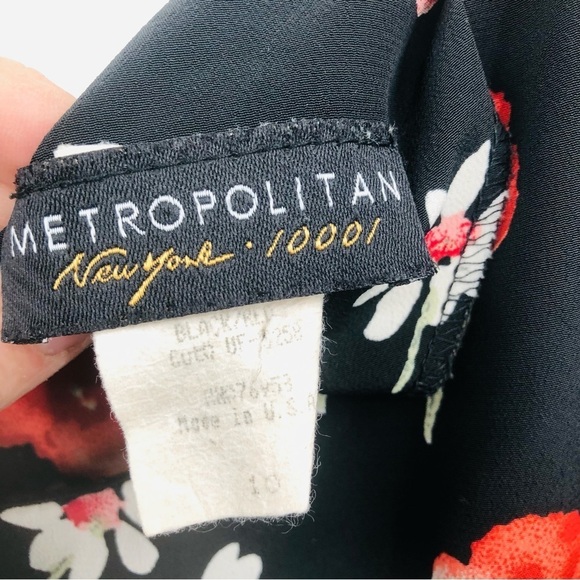 METROPOLITAN
New York · 10001
BLACK/RED
Made in U.S.A
10